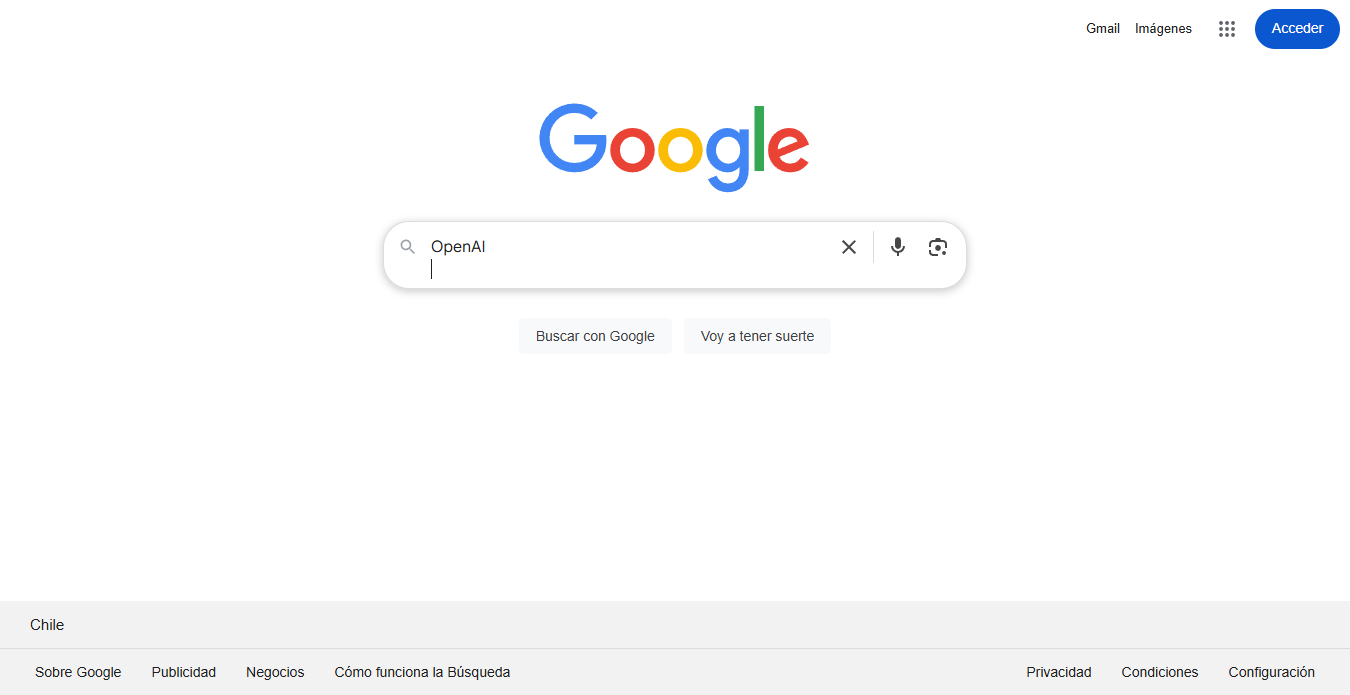 Gmail Imágenes Acceder
Google
OpenAI
Buscar con Google Voy a tener suerte
Chile
Sobre Google Publicidad Negocios Cómo funciona la Búsqueda Privacidad Condiciones Configuración